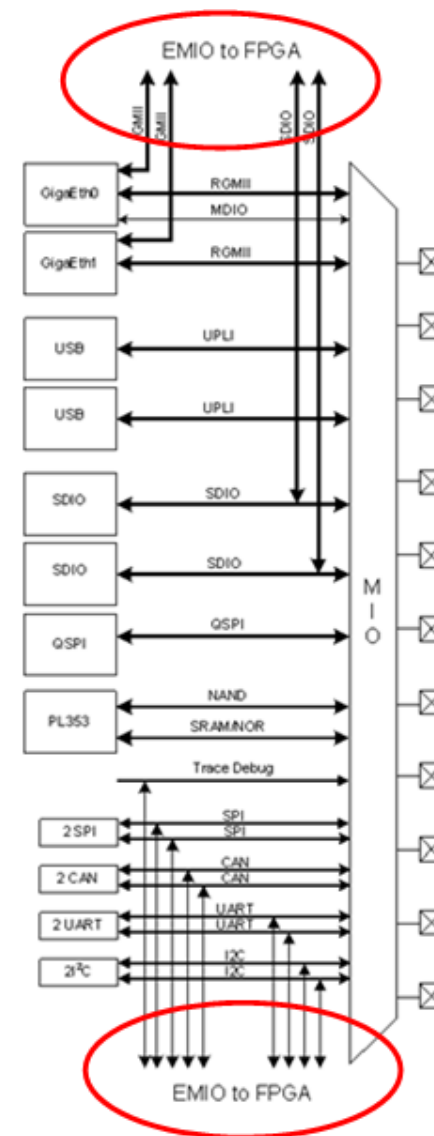 EMIO to FPGA
GMII
GMII
SDIO
SDIO
GigaEth0
RGMII
MDIO
GigaEth1
RGMII
USB
UPLI
USB
UPLI
SDIO
SDIO
SDIO
SDIO
QSPI
QSPI
MIO
PL353
NAND
SRAM/NOR
Trace Debug
2 SPI
SPI
SPI
2 CAN
CAN
CAN
2 UART
UART
UART
2I²C
I2C
I2C
EMIO to FPGA